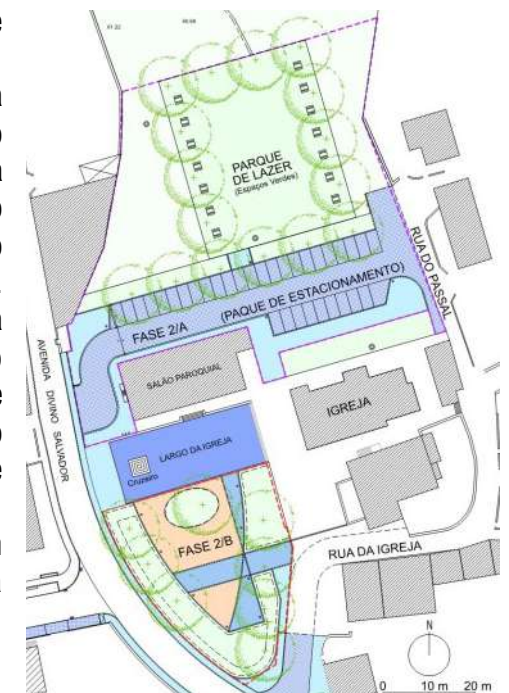 PARQUE
DE LAZER
(Espaços Verdes)
RUA DO PASSAL
FASE 2/A
(PAQUE DE ESTACIONAMENTO)
AVENIDA DIVINO SALVADOR
SALÃO PAROQUIAL
IGREJA
LARGO DA IGREJA
Cruzeiro
FASE 2/B
RUA DA IGREJA
N
0 10 m 20 m